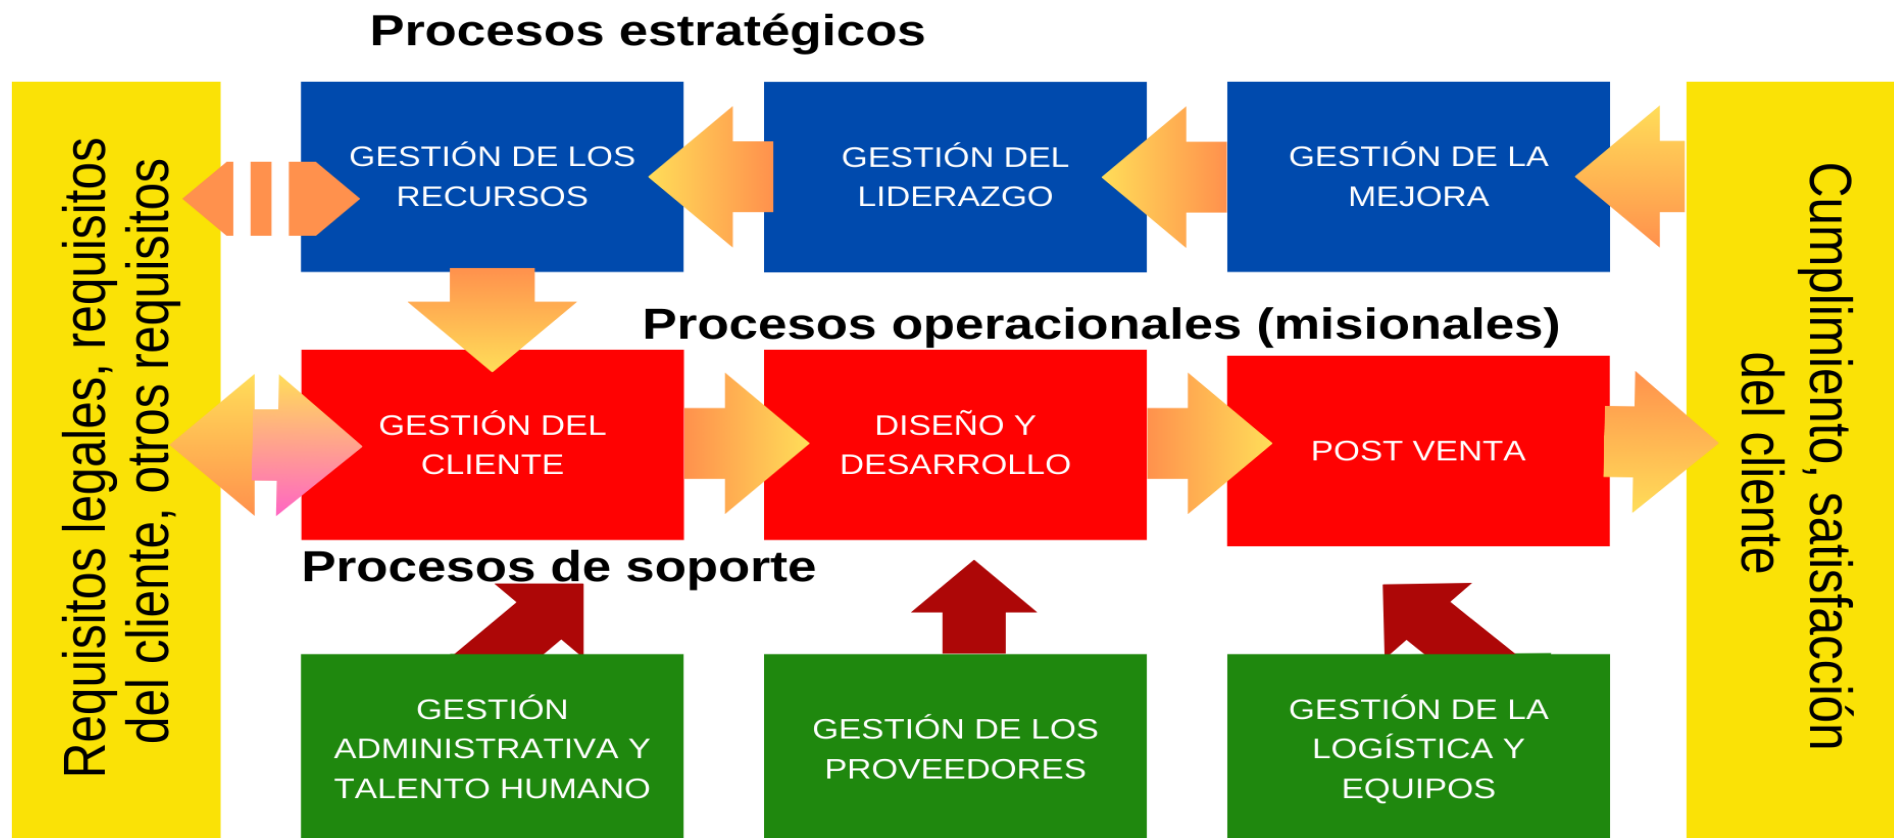 Procesos estratégicos
Requisitos legales, requisitos
del cliente, otros requisitos
GESTIÓN DE LOS
RECURSOS
GESTIÓN DEL
LIDERAZGO
GESTIÓN DE LA
MEJORA
Procesos operacionales (misionales)
GESTIÓN DEL
CLIENTE
DISEÑO Y
DESARROLLO
POST VENTA
Procesos de soporte
GESTIÓN
ADMINISTRATIVA Y
TALENTO HUMANO
GESTIÓN DE LOS
PROVEEDORES
GESTIÓN DE LA
LOGÍSTICA Y
EQUIPOS
Cumplimiento, satisfacción
del cliente